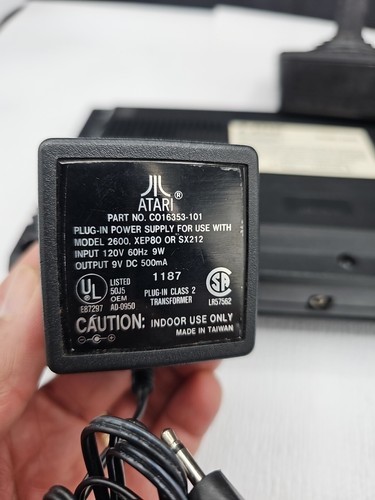 ATARI®
PART NO. CO16353-101
PLUG-IN POWER SUPPLY FOR USE WITH
MODEL 2600, XEP80 OR SX212
INPUT 120V 60Hz 9W
OUTPUT 9V DC 500mA
1187
UL
®
LISTED
50J5
OEM
E87297 AD-0950
PLUG-IN CLASS 2
TRANSFORMER
SA
®
LR57562
CAUTION: INDOOR USE ONLY
MADE IN TAIWAN